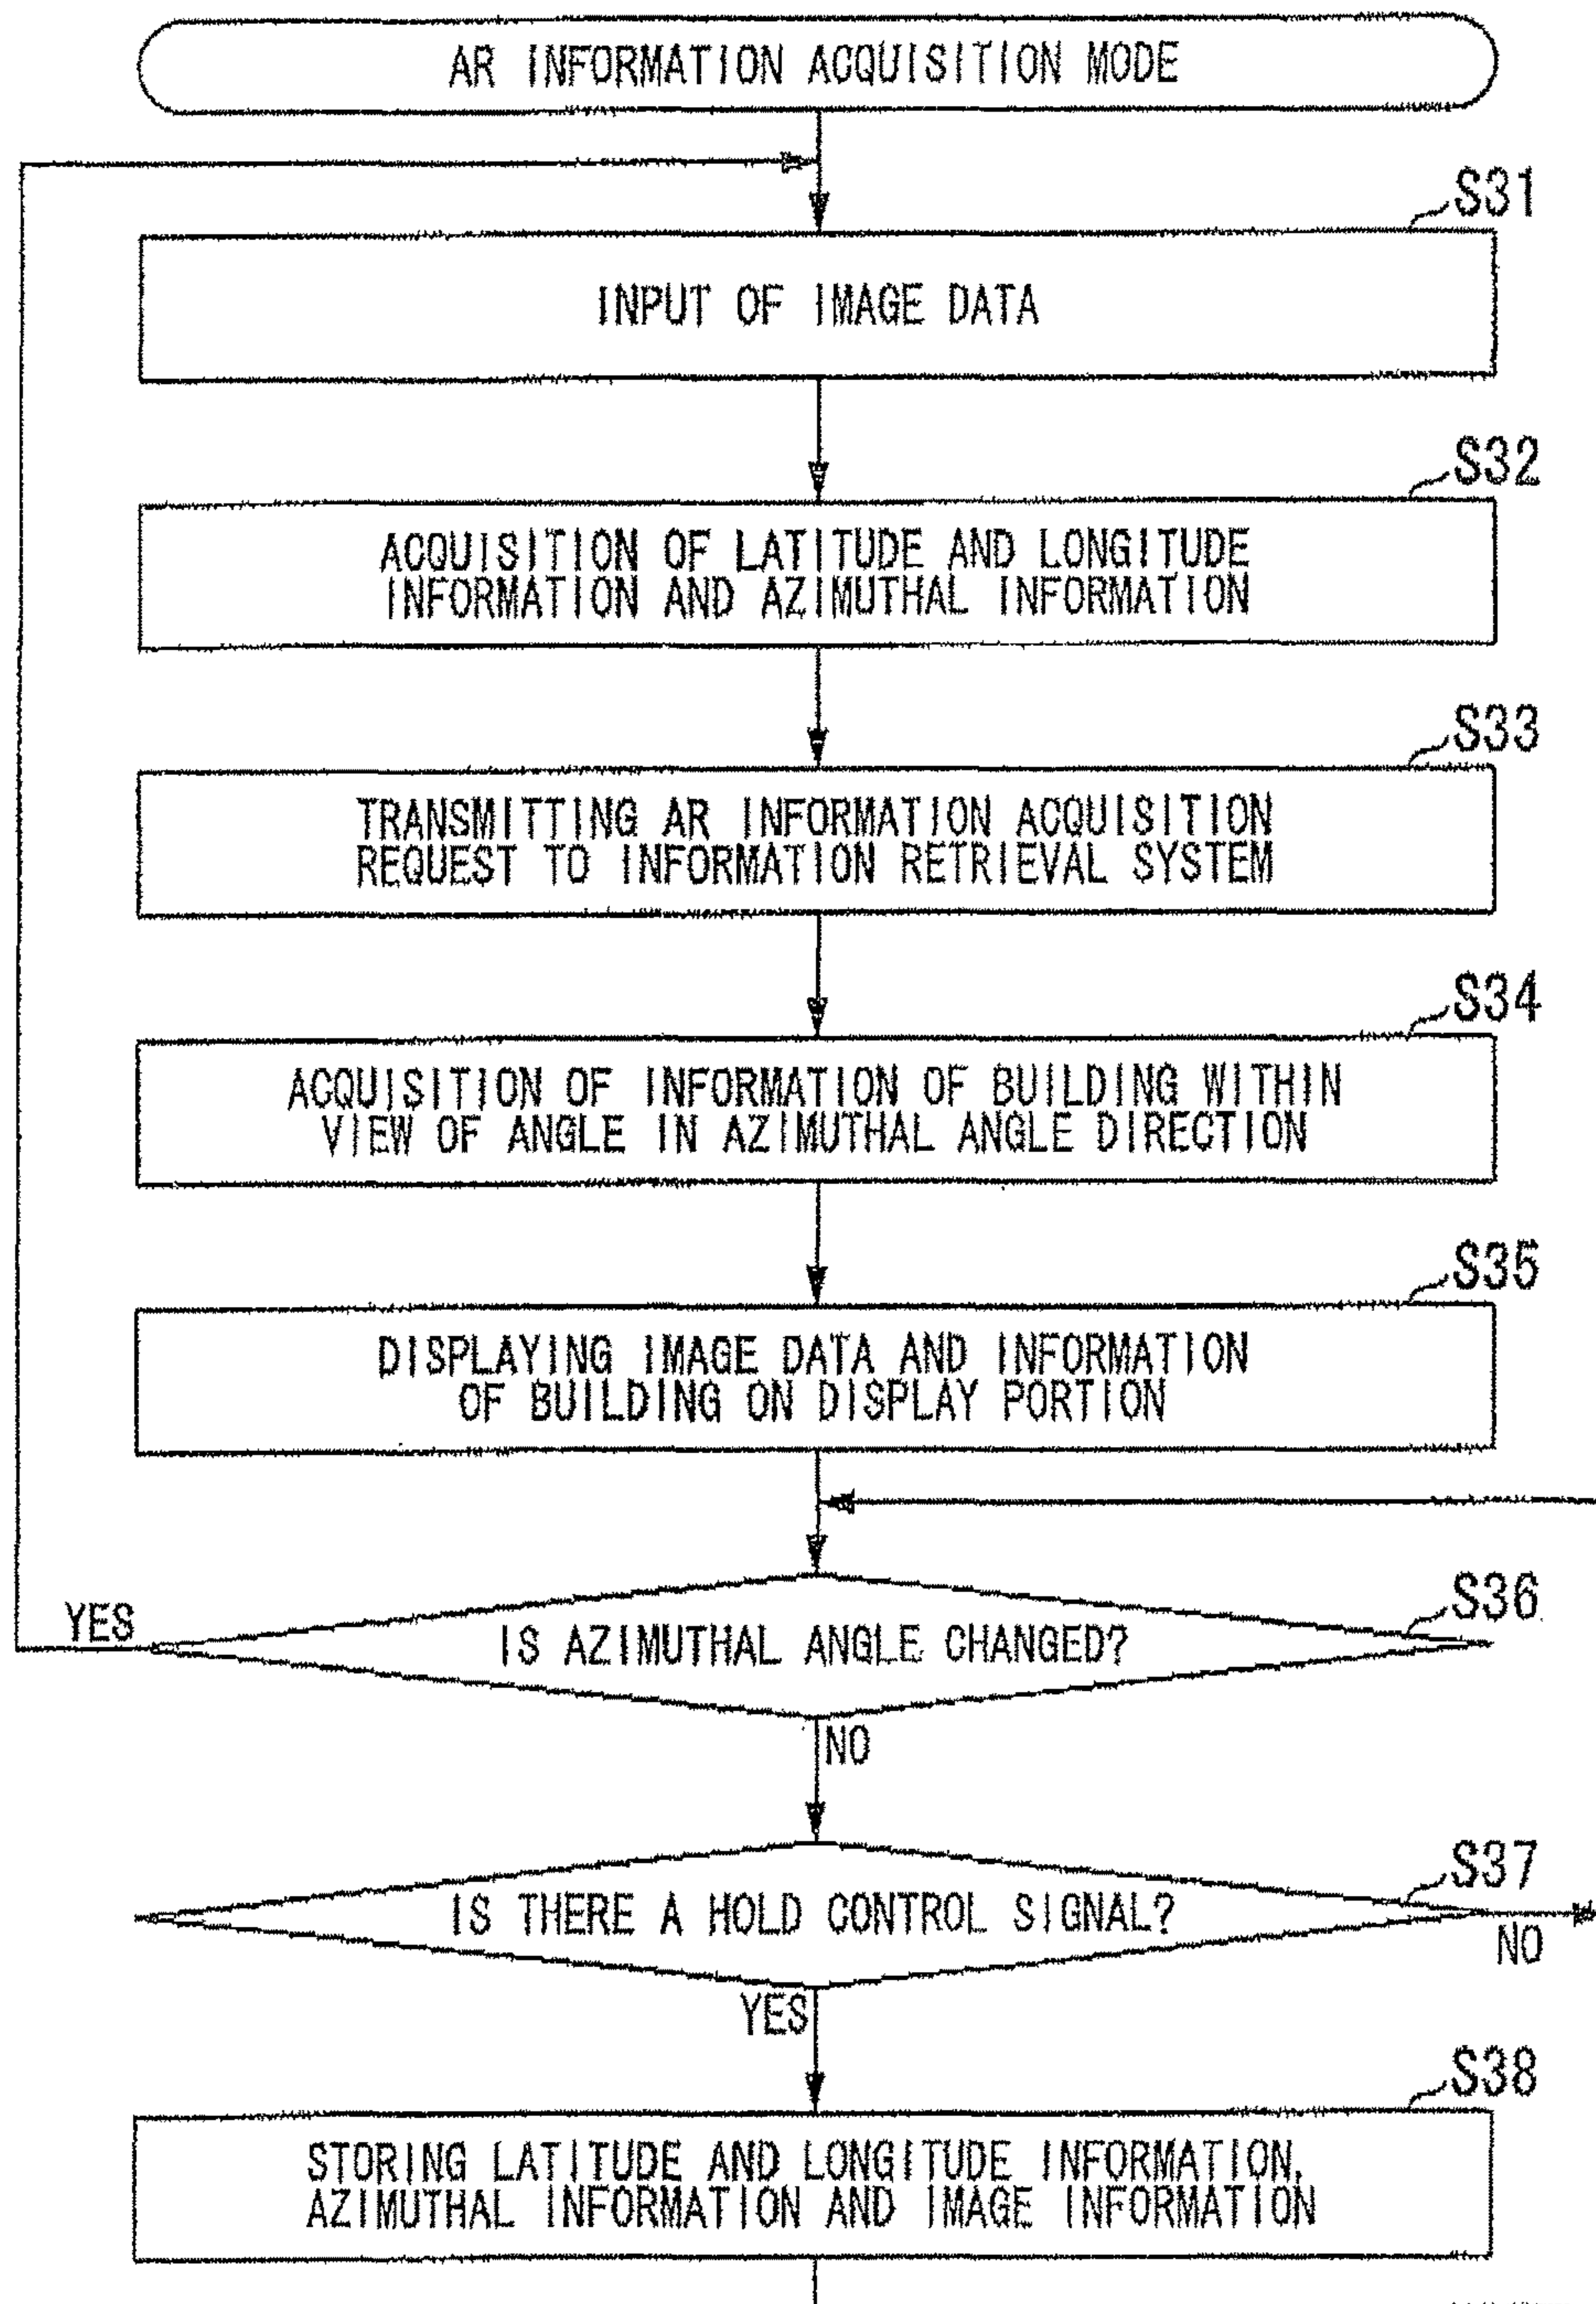 AR INFORMATION ACQUISITION MODE
S31
INPUT OF IMAGE DATA
S32
ACQUISITION OF LATITUDE AND LONGITUDE
INFORMATION AND AZIMUTHAL INFORMATION
S33
TRANSMITTING AR INFORMATION ACQUISITION
REQUEST TO INFORMATION RETRIEVAL SYSTEM
S34
ACQUISITION OF INFORMATION OF BUILDING WITHIN
VIEW OF ANGLE IN AZIMUTHAL ANGLE DIRECTION
S35
DISPLAYING IMAGE DATA AND INFORMATION
OF BUILDING ON DISPLAY PORTION
S36
YES
IS AZIMUTHAL ANGLE CHANGED?
NO
S37
IS THERE A HOLD CONTROL SIGNAL?
NO
YES
S38
STORING LATITUDE AND LONGITUDE INFORMATION,
AZIMUTHAL INFORMATION AND IMAGE INFORMATION